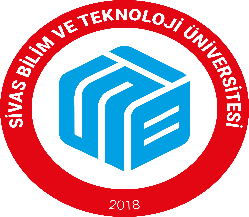 SİVAS BİLİM VE TEKNOLOJİ ÜNİVERSİTESİ
2018